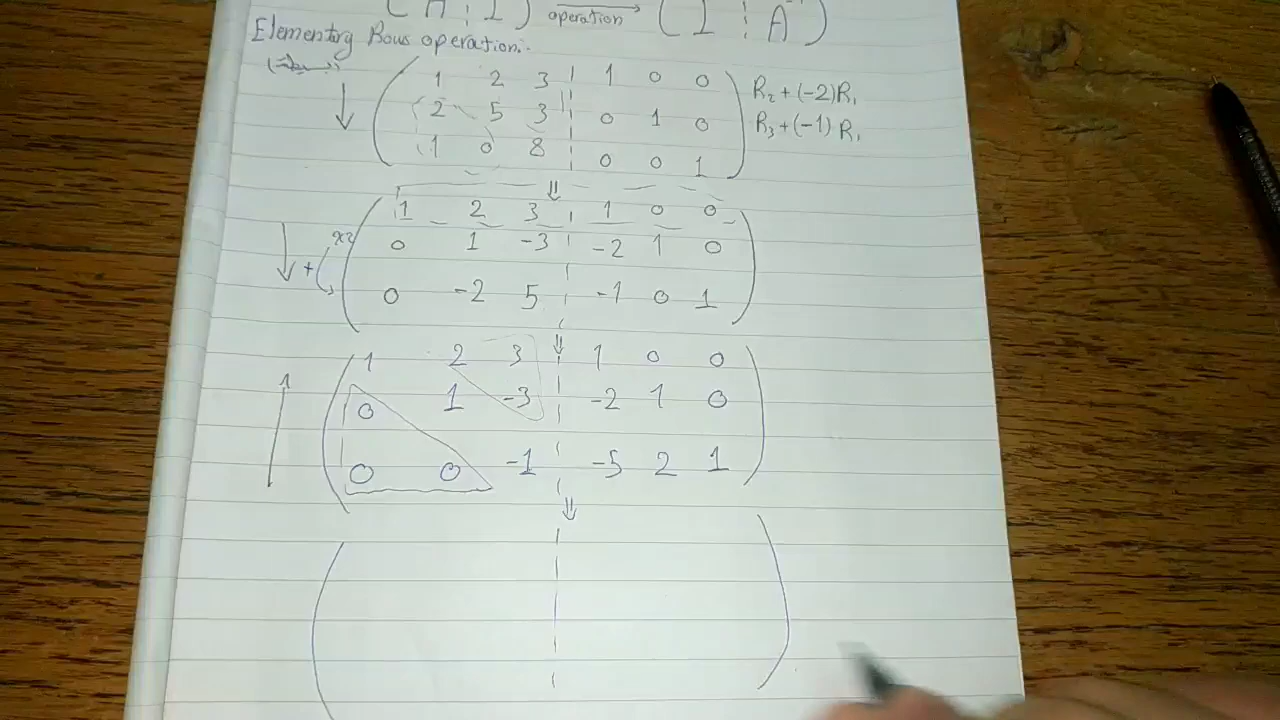 ( A ⋮ I ) operation → ( I ⋮ A⁻¹ )
Elementry Rows operation:
1 2 3 | 1 0 0 R₂+(-2)R₁
2 5 3 | 0 1 0 R₃+(-1)R₁
1 0 8 | 0 0 1
⇓
1 2 3 | 1 0 0
×2 0 1 -3 | -2 1 0
+ 0 -2 5 | -1 0 1
⇓
1 2 3 | 1 0 0
0 1 -3 | -2 1 0
0 0 -1 | -5 2 1
⇓